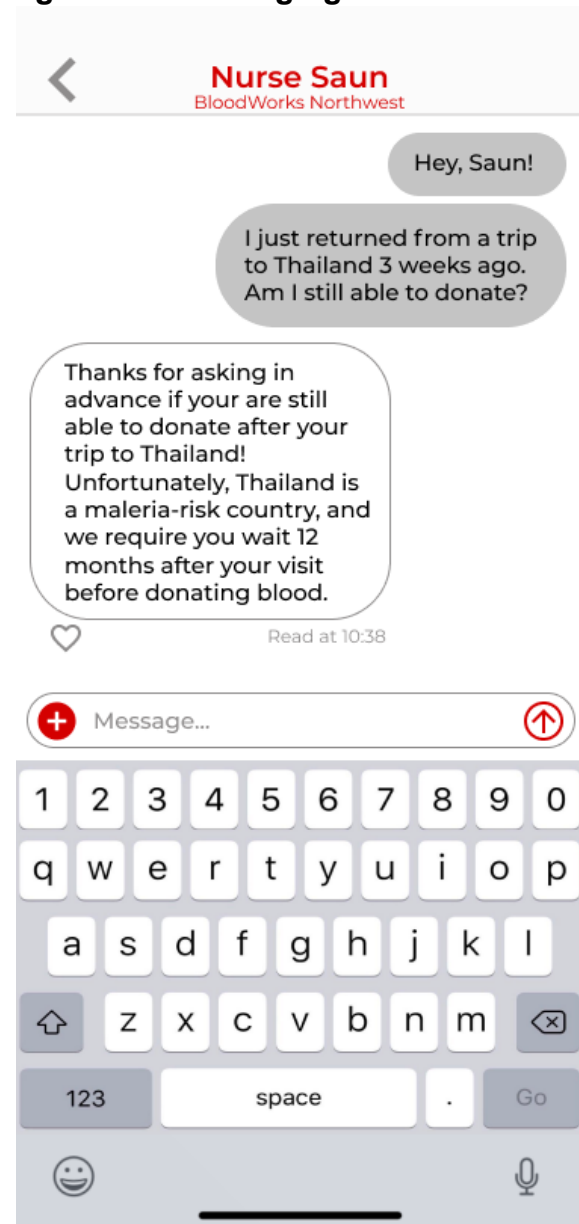 Nurse Saun
BloodWorks Northwest
Hey, Saun!
I just returned from a trip
to Thailand 3 weeks ago.
Am I still able to donate?
Thanks for asking in
advance if your are still
able to donate after your
trip to Thailand!
Unfortunately, Thailand is
a maleria-risk country, and
we require you wait 12
months after your visit
before donating blood.
Read at 10:38
Message...
1 2 3 4 5 6 7 8 9 0
q w e r t y u i o p
a s d f g h j k l
z x c v b n m
123 space . Go